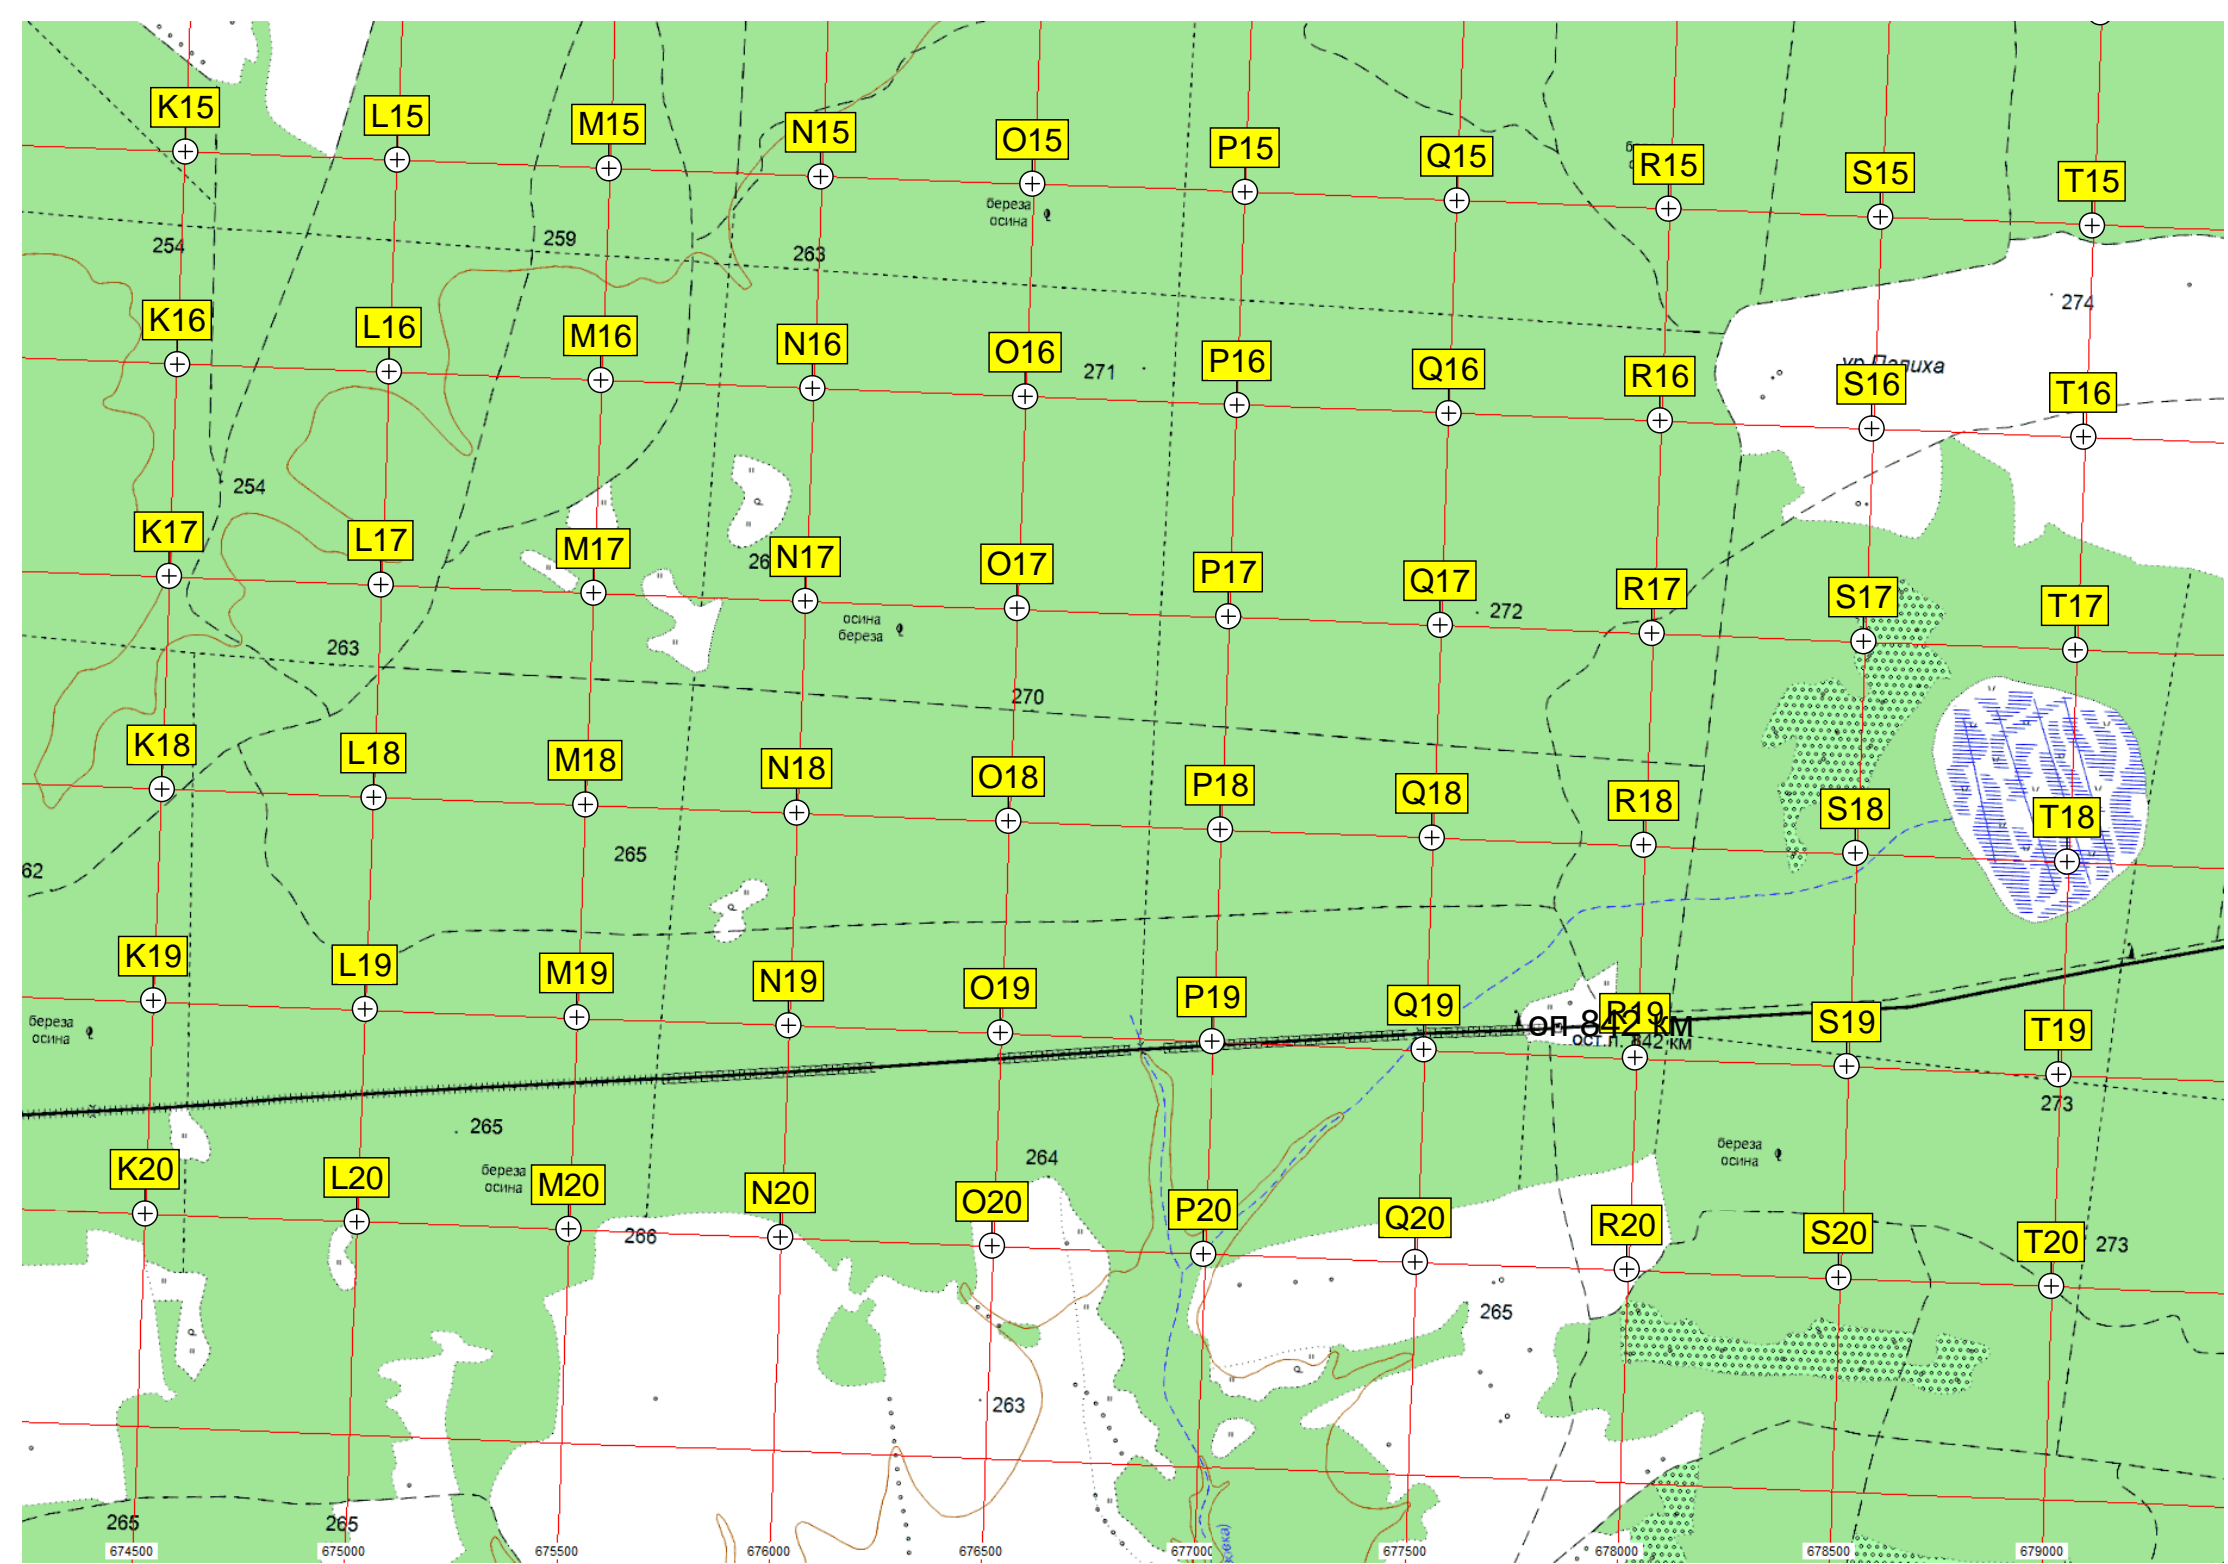 K15 L15 M15 N15 O15 P15 Q15 R15 S15 T15
береза
осина
254 259 263 274
K16 L16 M16 N16 O16 271 P16 Q16 R16 S16 T16
254
K17 L17 M17 N17 O17 P17 Q17 R17 S17 T17
272
осина
береза
263 270
K18 L18 M18 N18 O18 P18 Q18 R18 S18 T18
265
62
K19 L19 M19 N19 O19 P19 Q19 R19 S19 T19
береза
осина
оп 842 км
ост.п. 842 км
273
265 264
береза
осина
береза
осина
K20 L20 M20 N20 O20 P20 Q20 R20 S20 T20
266 273
265
263
265 265
674500 675000 675500 676000 676500 677000 677500 678000 678500 679000